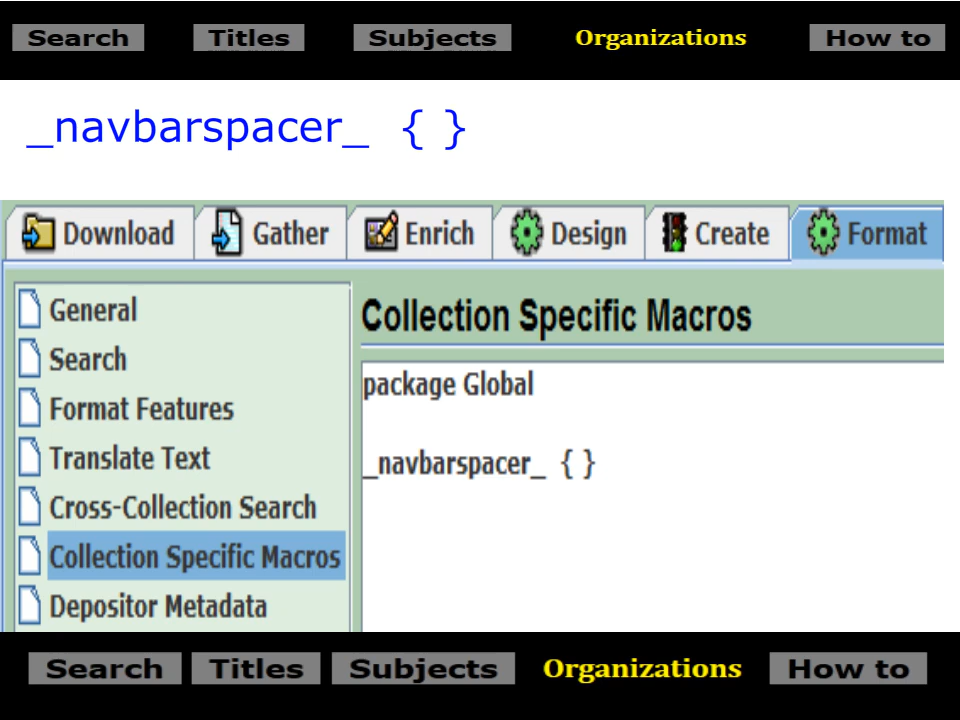 Search Titles Subjects Organizations How to
_navbarspacer_ { }
Download Gather Enrich Design Create Format
General
Search
Format Features
Translate Text
Cross-Collection Search
Collection Specific Macros
Depositor Metadata
Collection Specific Macros
package Global
_navbarspacer_ { }
Search Titles Subjects Organizations How to